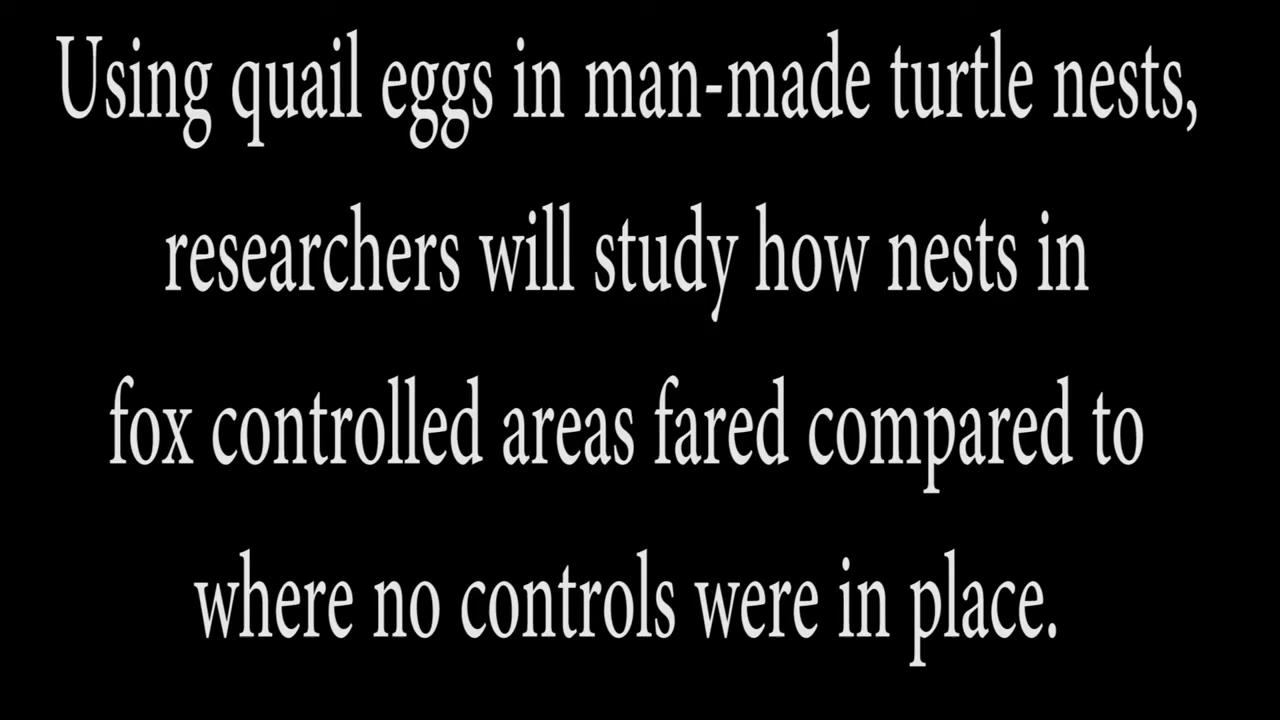 Using quail eggs in man-made turtle nests,
researchers will study how nests in
fox controlled areas fared compared to
where no controls were in place.